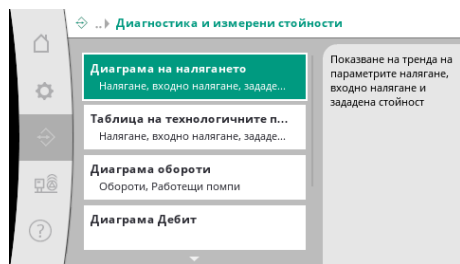 .. Диагностика и измерени стойности
Диаграма на налягането
Налягане, входно налягане, зададе...
Таблица на технологичните п...
Налягане, входно налягане, зададе...
Диаграма обороти
Обороти, Работещи помпи
Диаграма Дебит
Показване на тренда на
параметрите налягане,
входно налягане и
зададена стойност